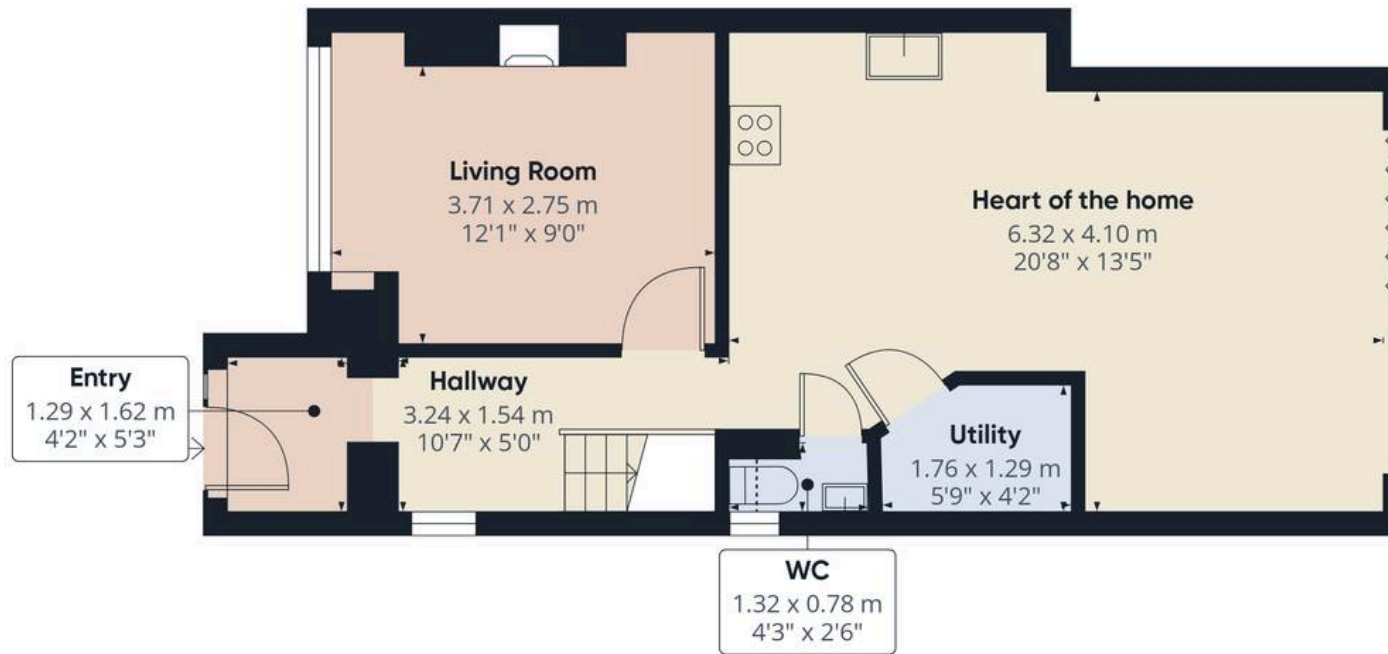 Living Room
3.71 x 2.75 m
12'1" x 9'0"
Heart of the home
6.32 x 4.10 m
20'8" x 13'5"
Entry
1.29 x 1.62 m
4'2" x 5'3"
Hallway
3.24 x 1.54 m
10'7" x 5'0"
Utility
1.76 x 1.29 m
5'9" x 4'2"
WC
1.32 x 0.78 m
4'3" x 2'6"